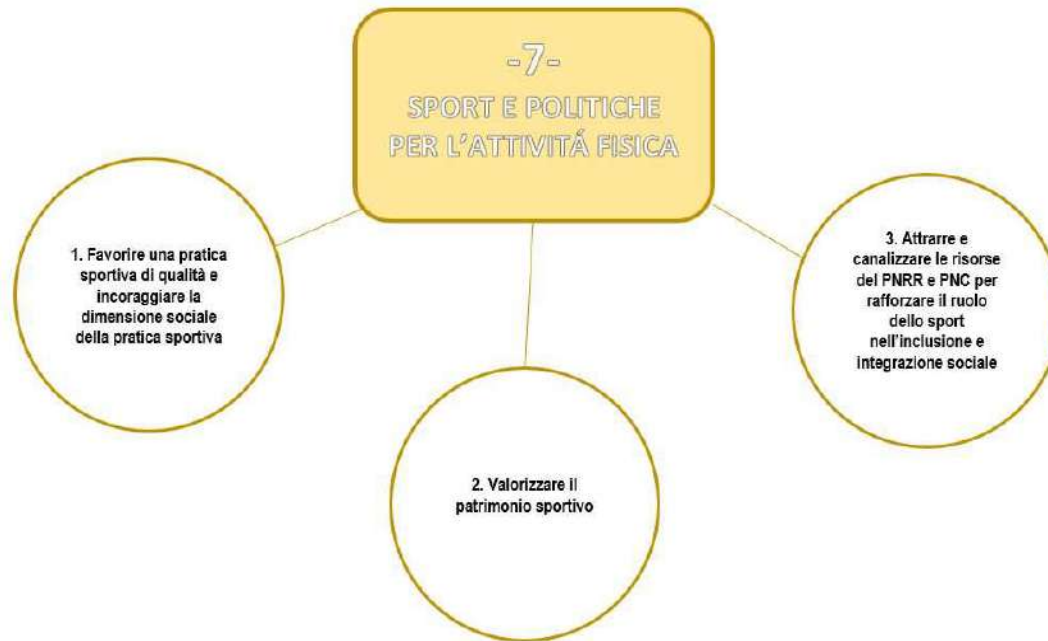 -7-
SPORT E POLITICHE
PER L'ATTIVITÁ FISICA
1. Favorire una pratica
sportiva di qualità e
incoraggiare la
dimensione sociale
della pratica sportiva
2. Valorizzare il
patrimonio sportivo
3. Attrarre e
canalizzare le risorse
del PNRR e PNC per
rafforzare il ruolo
dello sport
nell'inclusione e
integrazione sociale